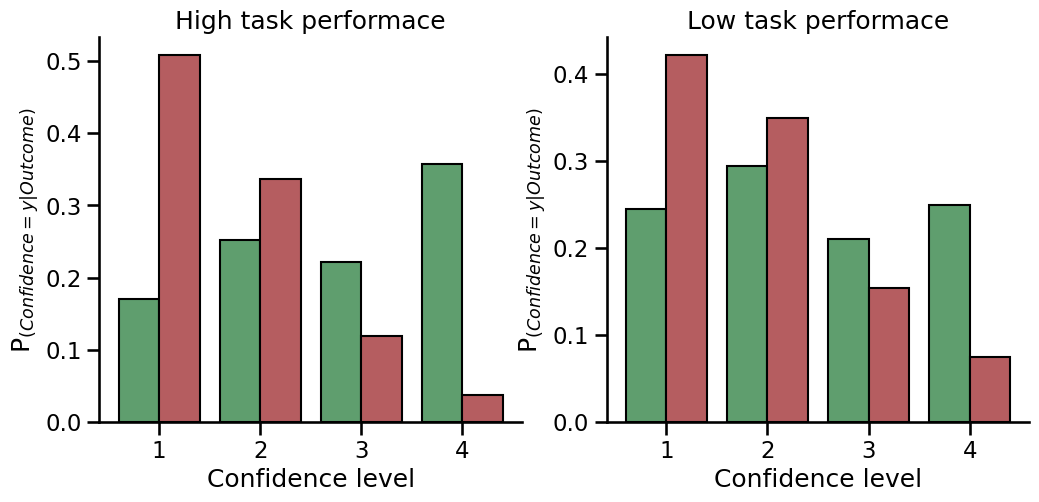 High task performace
P(Confidence = y|Outcome)
0.5
0.4
0.3
0.2
0.1
0.0
1 2 3 4
Confidence level
Low task performace
P(Confidence = y|Outcome)
0.4
0.3
0.2
0.1
0.0
1 2 3 4
Confidence level